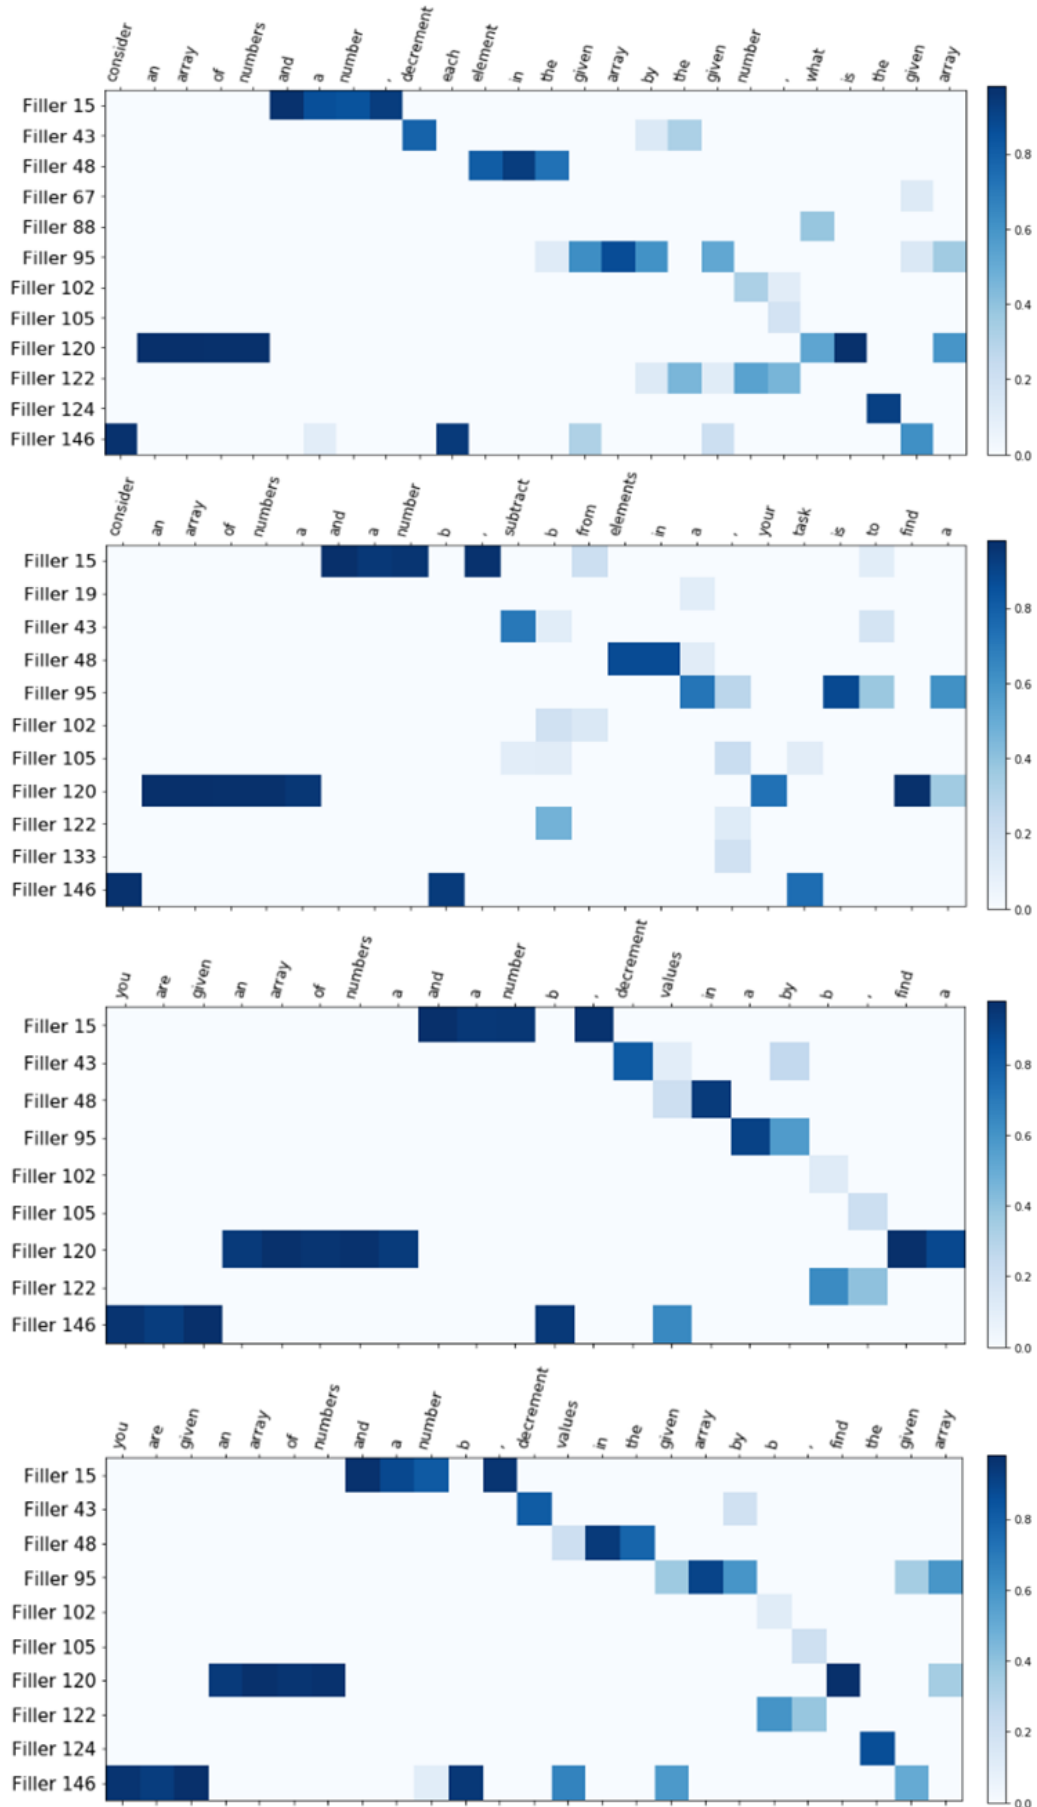 consider an array of numbers and a number , decrement each element in the given array by the given number , what is the given array
Filler 15
Filler 43
Filler 48
Filler 67
Filler 88
Filler 95
Filler 102
Filler 105
Filler 120
Filler 122
Filler 124
Filler 146
0.8
0.6
0.4
0.2
0.0
consider an array of numbers a and a number b , subtract b from elements in a , your task is to find a
Filler 15
Filler 19
Filler 43
Filler 48
Filler 95
Filler 102
Filler 105
Filler 120
Filler 122
Filler 133
Filler 146
0.8
0.6
0.4
0.2
0.0
you are given an array of numbers a and a number b , decrement values in a by b , find a
Filler 15
Filler 43
Filler 48
Filler 95
Filler 102
Filler 105
Filler 120
Filler 122
Filler 146
0.8
0.6
0.4
0.2
0.0
you are given an array of numbers and a number b , decrement values in the given array by b , find the given array
Filler 15
Filler 43
Filler 48
Filler 95
Filler 102
Filler 105
Filler 120
Filler 122
Filler 124
Filler 146
0.8
0.6
0.4
0.2
0.0